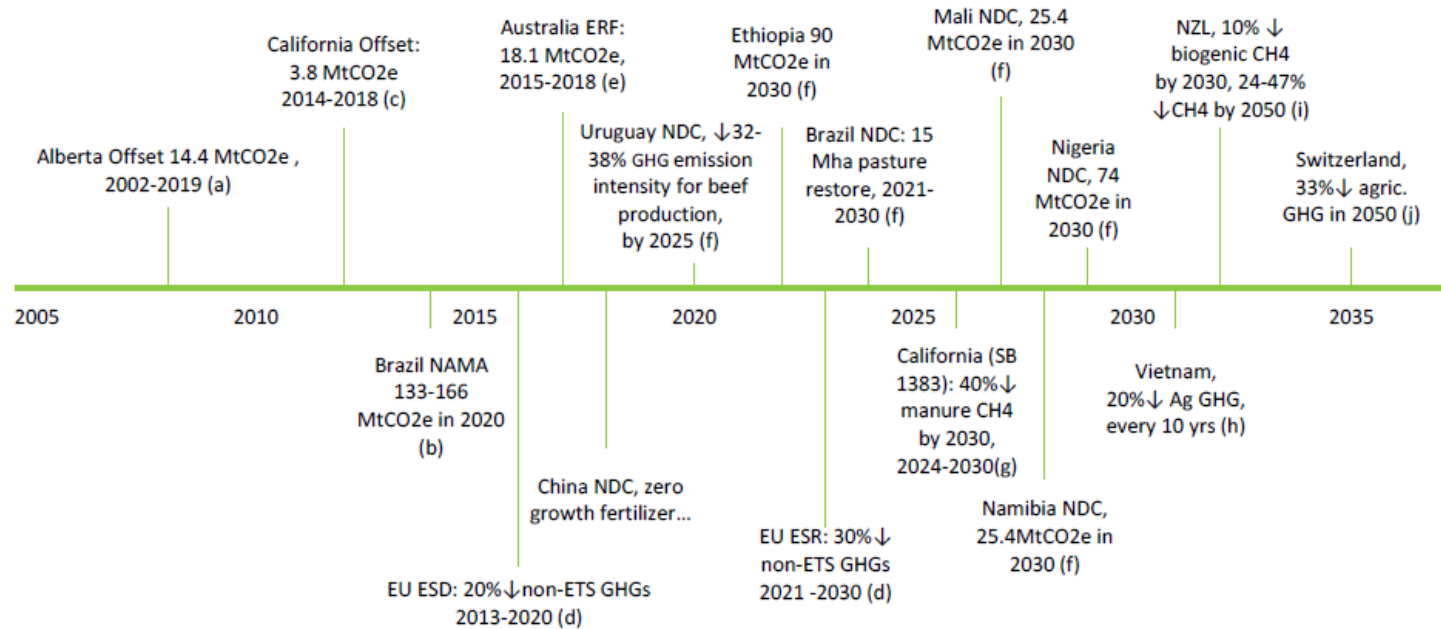 California Offset:
3.8 MtCO2e
2014-2018 (c)
Australia ERF:
18.1 MtCO2e,
2015-2018 (e)
Ethiopia 90
MtCO2e in
2030 (f)
Mali NDC, 25.4
MtCO2e in 2030
(f)
NZL, 10% ↓
biogenic CH4
by 2030, 24-47%
↓CH4 by 2050 (i)
Alberta Offset 14.4 MtCO2e ,
2002-2019 (a)
Uruguay NDC, ↓32-
38% GHG emission
intensity for beef
production,
by 2025 (f)
Brazil NDC: 15
Mha pasture
restore, 2021-
2030 (f)
Nigeria
NDC, 74
MtCO2e in
2030 (f)
Switzerland,
33%↓ agric.
GHG in 2050 (j)
2005 2010 2015 2020 2025 2030 2035
Brazil NAMA
133-166
MtCO2e in 2020
(b)
EU ESD: 20%↓non-ETS GHGs
2013-2020 (d)
China NDC, zero
growth fertilizer...
EU ESR: 30%↓
non-ETS GHGs
2021 -2030 (d)
California (SB
1383): 40%↓
manure CH4
by 2030,
2024-2030(g)
Namibia NDC,
25.4MtCO2e in
2030 (f)
Vietnam,
20%↓ Ag GHG,
every 10 yrs (h)